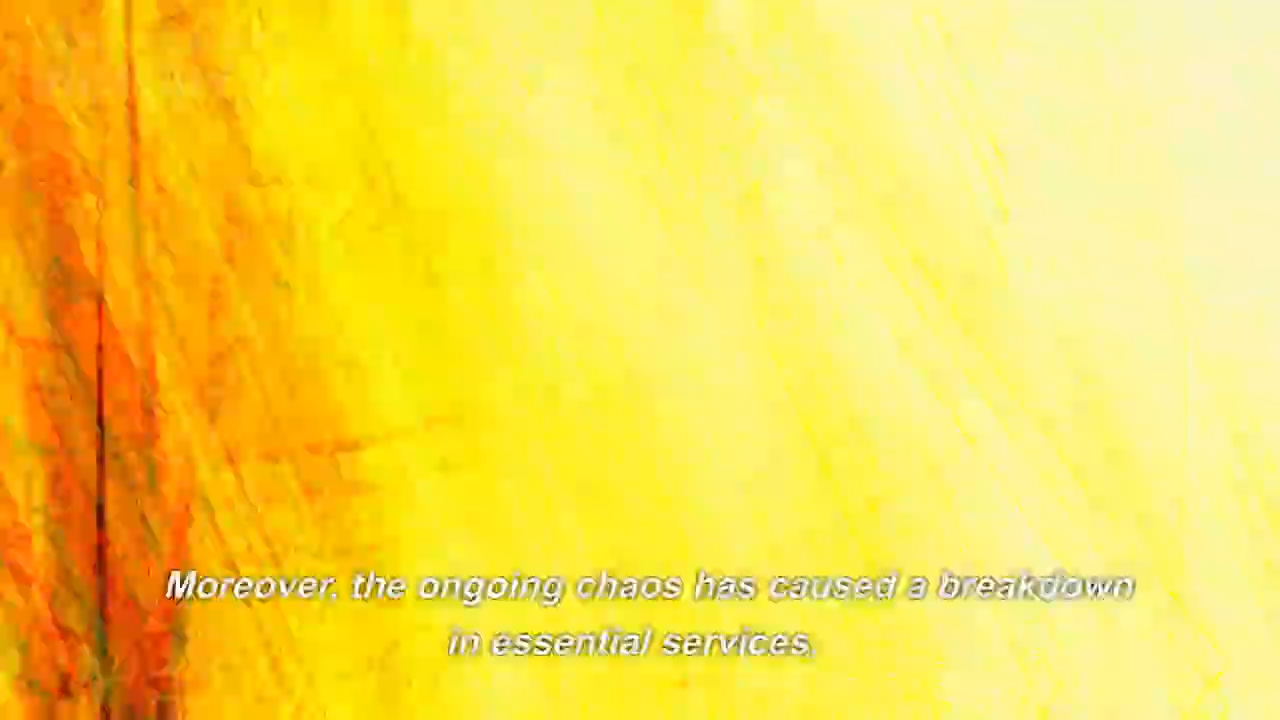 Moreover, the ongoing chaos has caused a breakdown
in essential services.